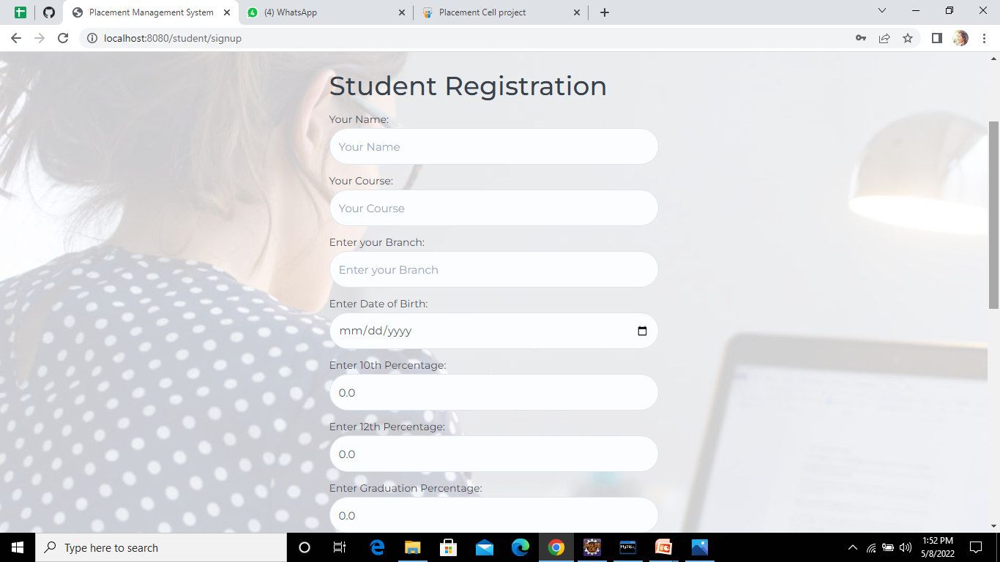 Placement Management System
(4) WhatsApp
Placement Cell project
localhost:8080/student/signup
Student Registration
Your Name:
Your Name
Your Course:
Your Course
Enter your Branch:
Enter your Branch
Enter Date of Birth:
mm/dd/yyyy
Enter 10th Percentage:
0.0
Enter 12th Percentage:
0.0
Enter Graduation Percentage:
0.0
Type here to search
1:52 PM
5/8/2022